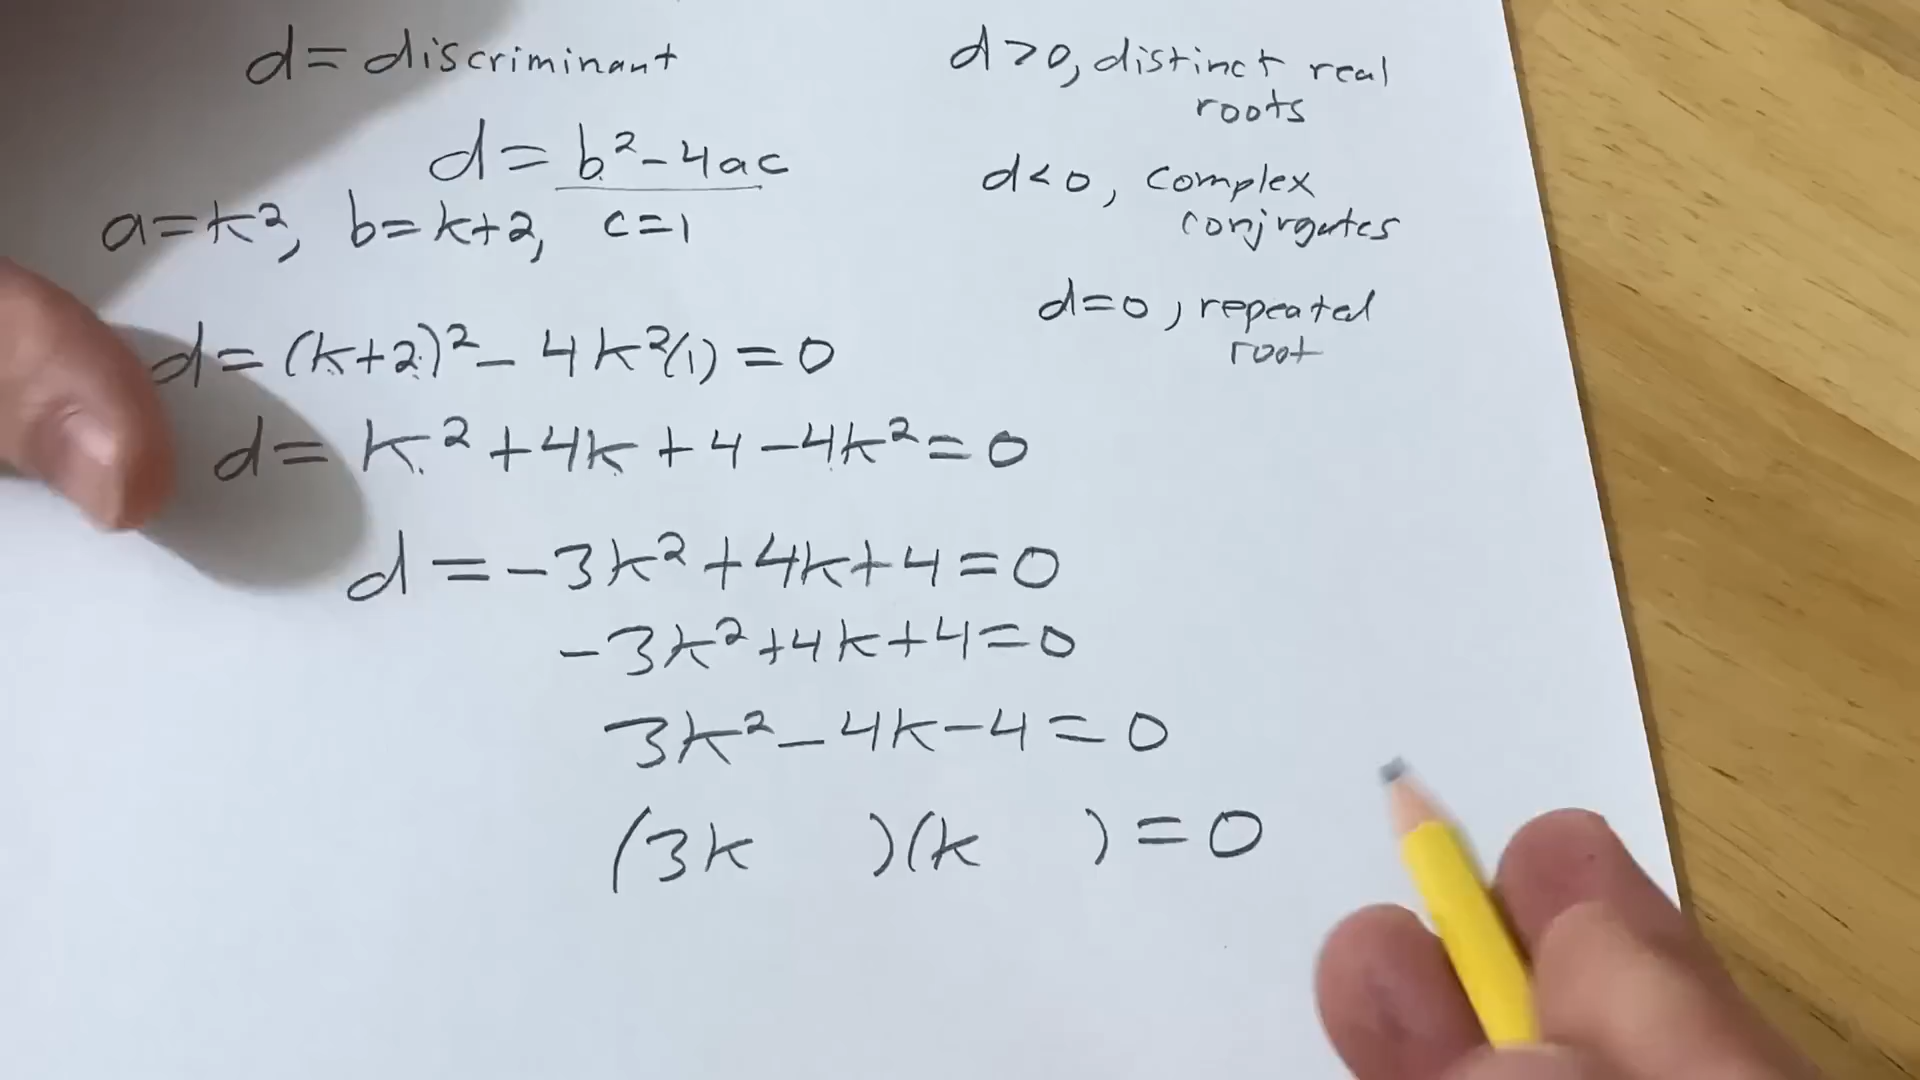 d = discriminant
d = b² - 4ac
a = k², b = k+2, c = 1
d = (k+2)² - 4k²(1) = 0
d = k² + 4k + 4 - 4k² = 0
d = -3k² + 4k + 4 = 0
-3k² + 4k + 4 = 0
3k² - 4k - 4 = 0
(3k )(k ) = 0
d > 0, distinct real
roots
d < 0, complex
conjugates
d = 0, repeated
root